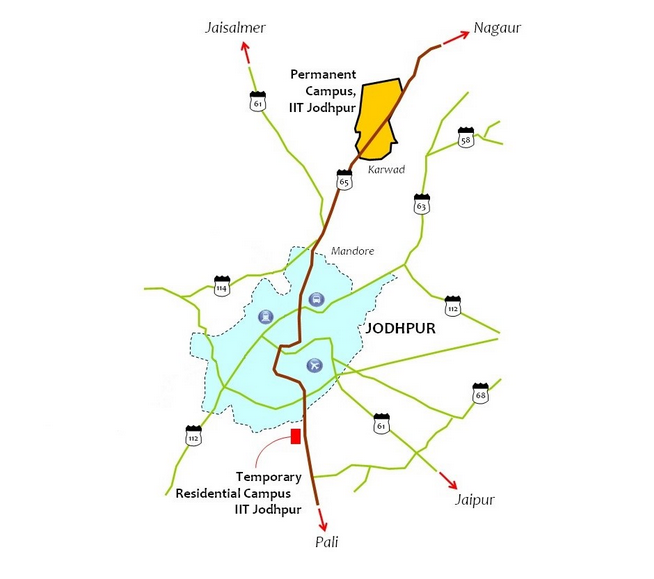 Jaisalmer
Nagaur
Permanent
Campus,
IIT Jodhpur
61
58
Karwad
65
63
Mandore
114
112
JODHPUR
68
61
112
Temporary
Residential Campus
IIT Jodhpur
Jaipur
Pali